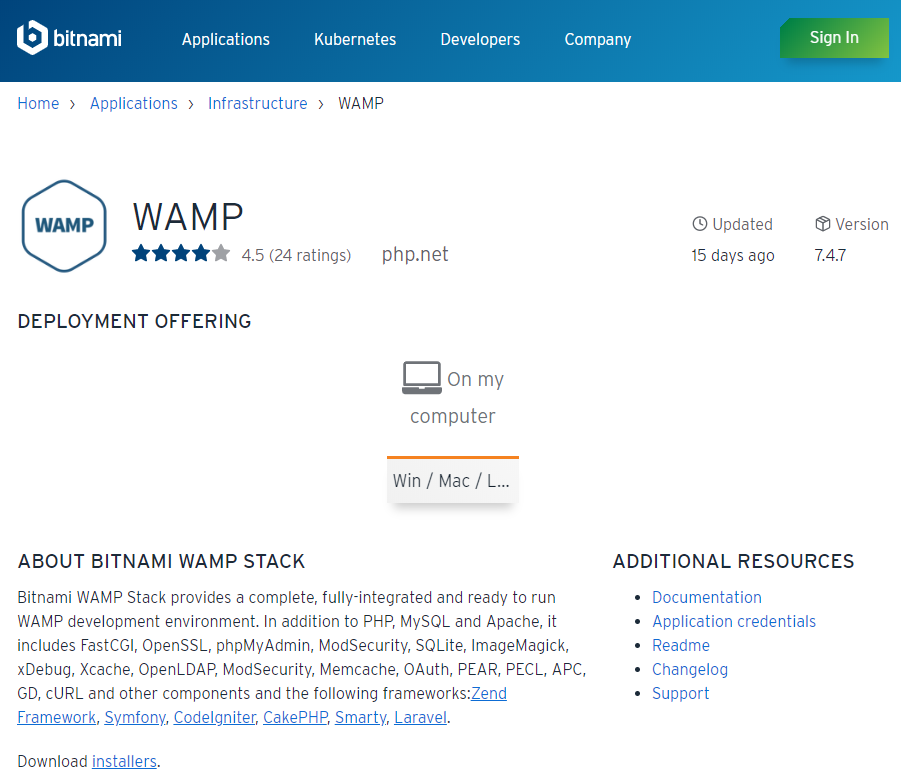 bitnami
Applications
Kubernetes
Developers
Company
Sign In
Home › Applications › Infrastructure › WAMP
WAMP
WAMP
4.5 (24 ratings)
php.net
Updated
15 days ago
Version
7.4.7
DEPLOYMENT OFFERING
On my
computer
Win / Mac / L...
ABOUT BITNAMI WAMP STACK
Bitnami WAMP Stack provides a complete, fully-integrated and ready to run
WAMP development environment. In addition to PHP, MySQL and Apache, it
includes FastCGI, OpenSSL, phpMyAdmin, ModSecurity, SQLite, ImageMagick,
xDebug, Xcache, OpenLDAP, ModSecurity, Memcache, OAuth, PEAR, PECL, APC,
GD, cURL and other components and the following frameworks:Zend
Framework, Symfony, CodeIgniter, CakePHP, Smarty, Laravel.
Download installers.
ADDITIONAL RESOURCES
Documentation
Application credentials
Readme
Changelog
Support